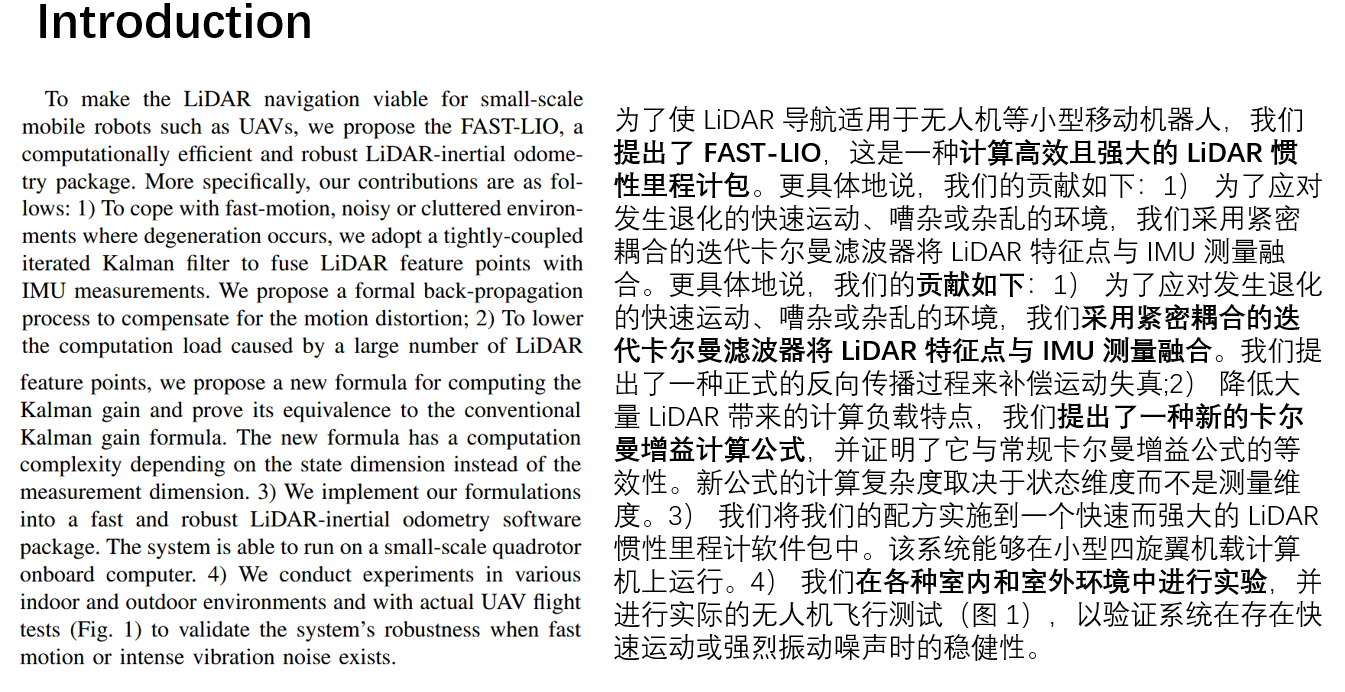 Introduction
To make the LiDAR navigation viable for small-scale
mobile robots such as UAVs, we propose the FAST-LIO, a
computationally efficient and robust LiDAR-inertial odome-
try package. More specifically, our contributions are as fol-
lows: 1) To cope with fast-motion, noisy or cluttered environ-
ments where degeneration occurs, we adopt a tightly-coupled
iterated Kalman filter to fuse LiDAR feature points with
IMU measurements. We propose a formal back-propagation
process to compensate for the motion distortion; 2) To lower
the computation load caused by a large number of LiDAR
feature points, we propose a new formula for computing the
Kalman gain and prove its equivalence to the conventional
Kalman gain formula. The new formula has a computation
complexity depending on the state dimension instead of the
measurement dimension. 3) We implement our formulations
into a fast and robust LiDAR-inertial odometry software
package. The system is able to run on a small-scale quadrotor
onboard computer. 4) We conduct experiments in various
indoor and outdoor environments and with actual UAV flight
tests (Fig. 1) to validate the system's robustness when fast
motion or intense vibration noise exists.
为了使 LiDAR 导航适用于无人机等小型移动机器人，我们
提出了 FAST-LIO，这是一种计算高效且强大的 LiDAR 惯
性里程计包。更具体地说，我们的贡献如下：1） 为了应对
发生退化的快速运动、嘈杂或杂乱的环境，我们采用紧密
耦合的迭代卡尔曼滤波器将 LiDAR 特征点与 IMU 测量融
合。更具体地说，我们的贡献如下：1） 为了应对发生退化
的快速运动、嘈杂或杂乱的环境，我们采用紧密耦合的迭
代卡尔曼滤波器将 LiDAR 特征点与 IMU 测量融合。我们提
出了一种正式的反向传播过程来补偿运动失真;2） 降低大
量 LiDAR 带来的计算负载特点，我们提出了一种新的卡尔
曼增益计算公式，并证明了它与常规卡尔曼增益公式的等
效性。新公式的计算复杂度取决于状态维度而不是测量维
度。3） 我们将我们的配方实施到一个快速而强大的 LiDAR
惯性里程计软件包中。该系统能够在小型四旋翼机载计算
机上运行。4） 我们在各种室内和室外环境中进行实验，并
进行实际的无人机飞行测试（图 1），以验证系统在存在快
速运动或强烈振动噪声时的稳健性。